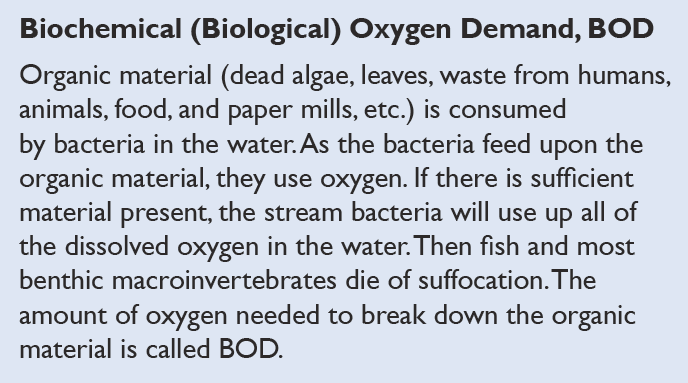 Biochemical (Biological) Oxygen Demand, BOD
Organic material (dead algae, leaves, waste from humans,
animals, food, and paper mills, etc.) is consumed
by bacteria in the water. As the bacteria feed upon the
organic material, they use oxygen. If there is sufficient
material present, the stream bacteria will use up all of
the dissolved oxygen in the water. Then fish and most
benthic macroinvertebrates die of suffocation. The
amount of oxygen needed to break down the organic
material is called BOD.